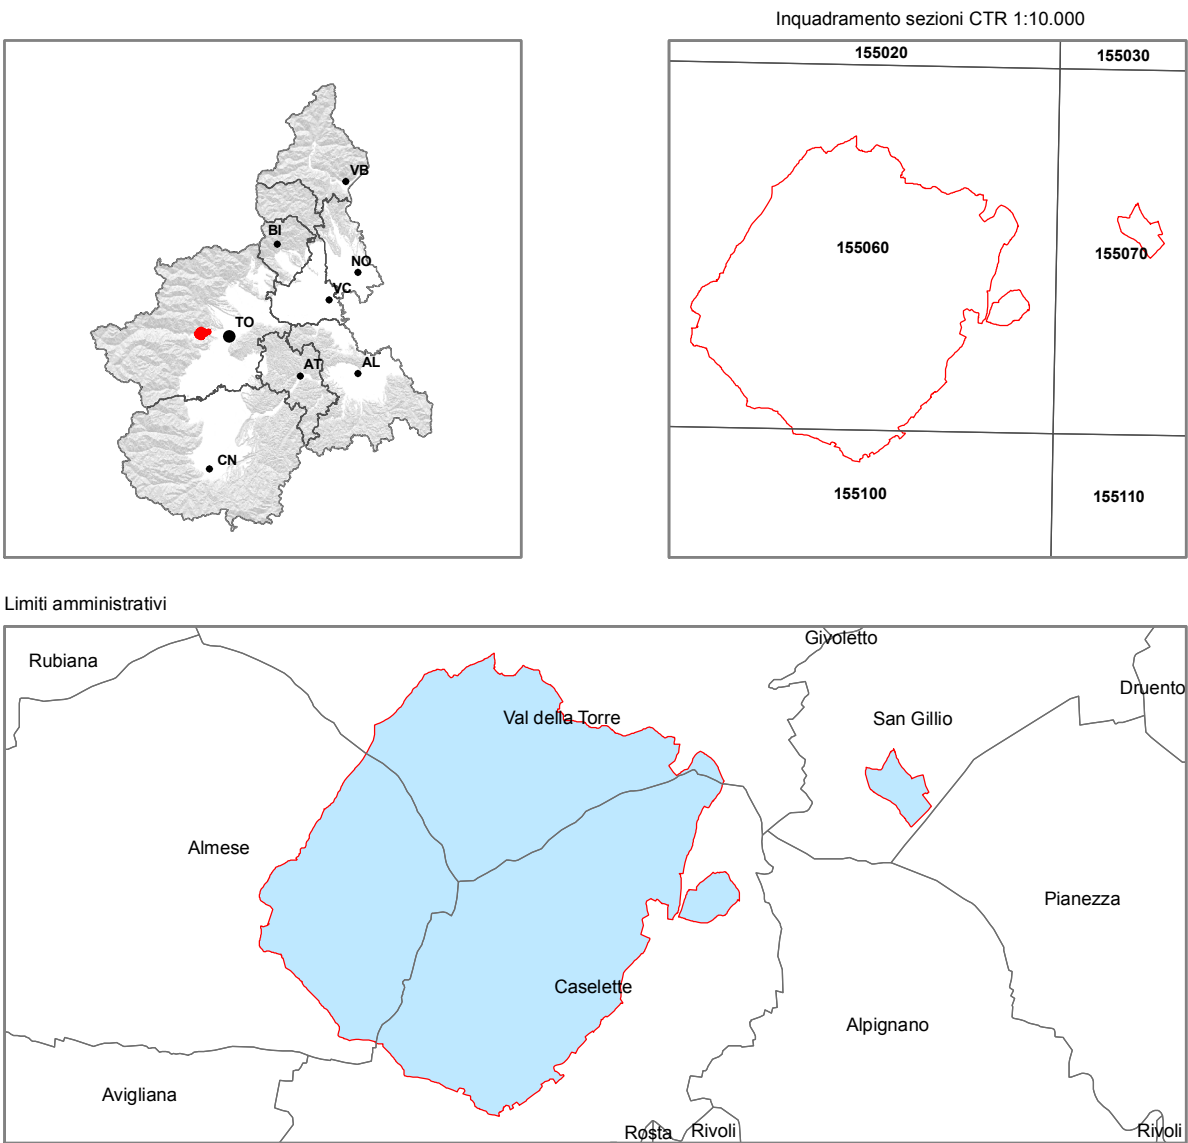 Inquadramento sezioni CTR 1:10.000
VB
BI
NO
VC
TO
AT
AL
CN
155020
155030
155060
155070
155100
155110
Limiti amministrativi
Rubiana
Givoletto
Druento
Val della Torre
San Gillio
Almese
Pianezza
Caselette
Alpignano
Avigliana
Rosta
Rivoli
Rivoli